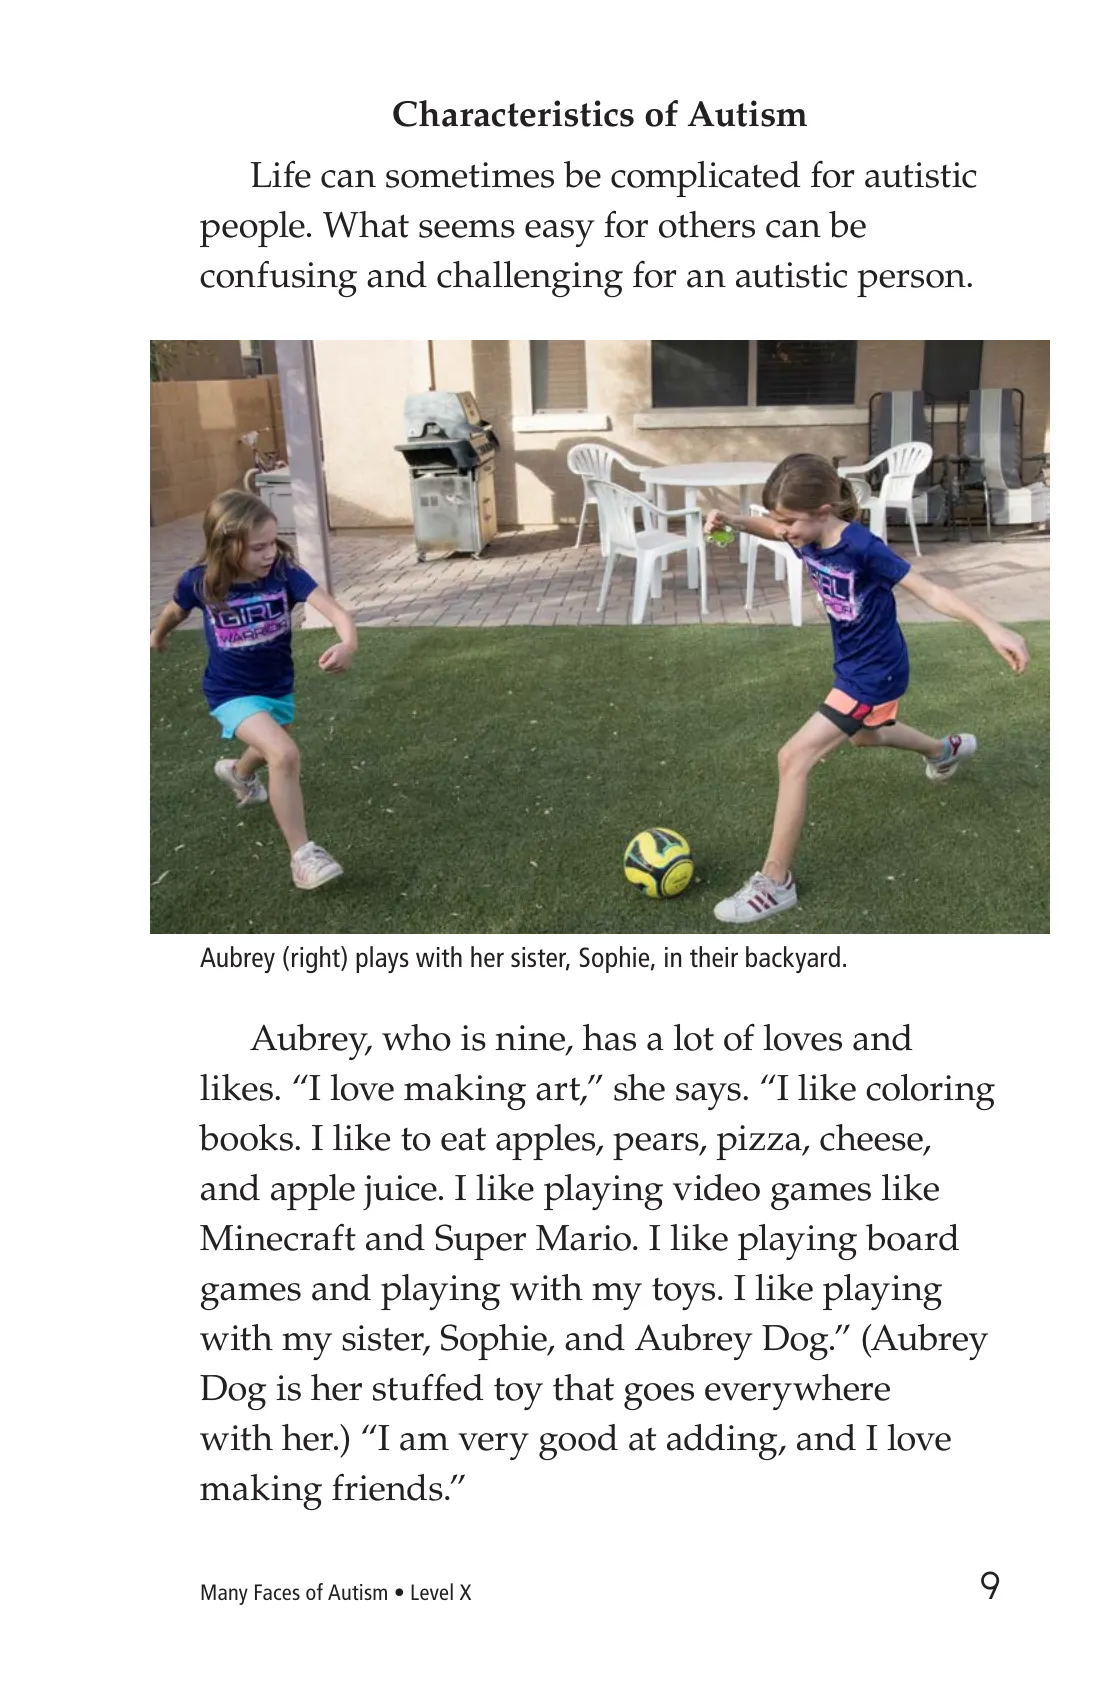 Characteristics of Autism
Life can sometimes be complicated for autistic
people. What seems easy for others can be
confusing and challenging for an autistic person.
GIRL
WARRIOR
GIRL
Aubrey (right) plays with her sister, Sophie, in their backyard.
Aubrey, who is nine, has a lot of loves and
likes. “I love making art,” she says. “I like coloring
books. I like to eat apples, pears, pizza, cheese,
and apple juice. I like playing video games like
Minecraft and Super Mario. I like playing board
games and playing with my toys. I like playing
with my sister, Sophie, and Aubrey Dog.” (Aubrey
Dog is her stuffed toy that goes everywhere
with her.) “I am very good at adding, and I love
making friends.”
Many Faces of Autism • Level X
9